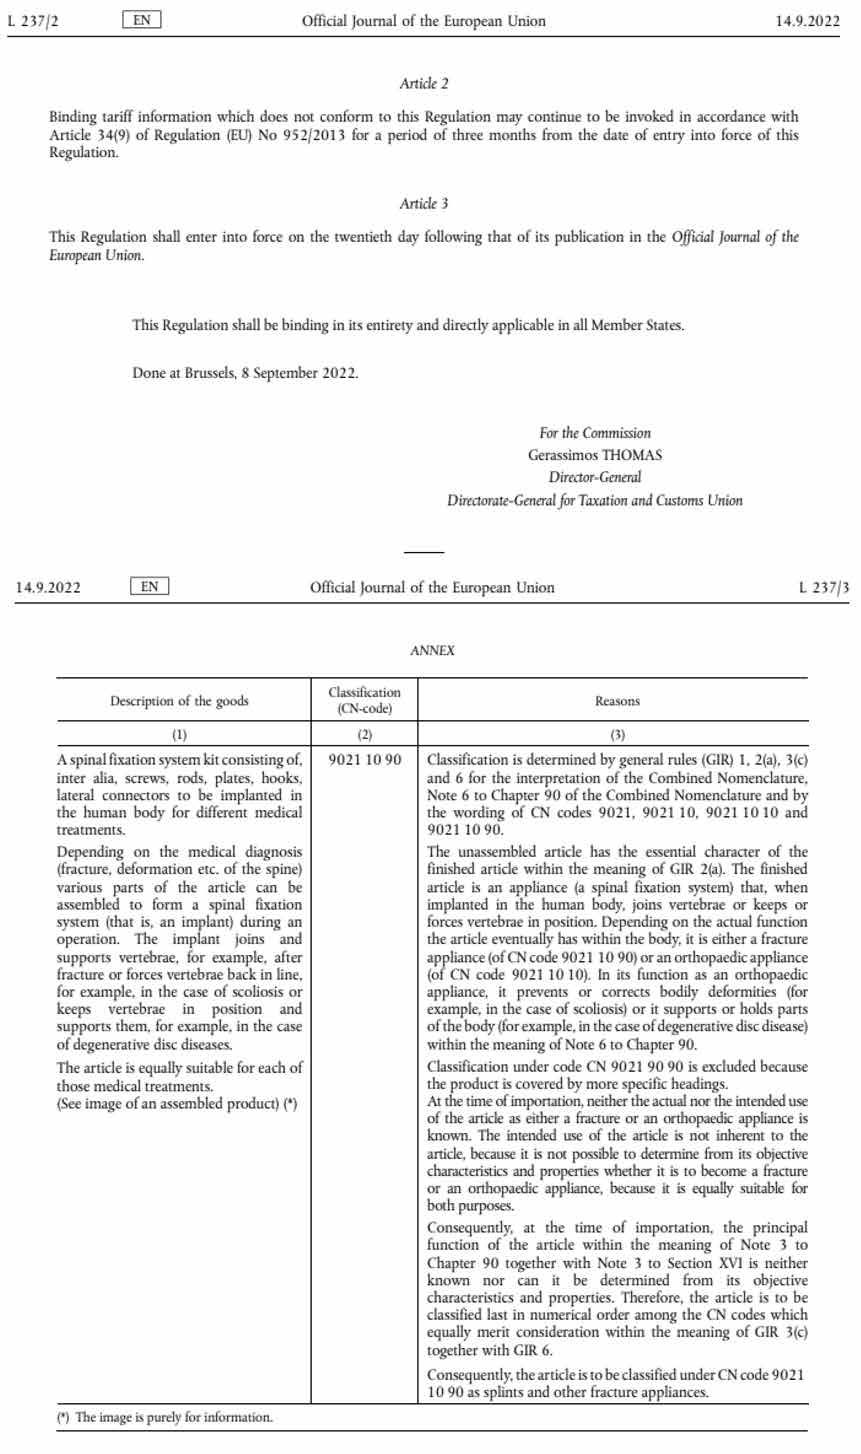 L 237/2 EN Official Journal of the European Union 14.9.2022
Article 2
Binding tariff information which does not conform to this Regulation may continue to be invoked in accordance with
Article 34(9) of Regulation (EU) No 952/2013 for a period of three months from the date of entry into force of this
Regulation.
Article 3
This Regulation shall enter into force on the twentieth day following that of its publication in the Official Journal of the
European Union.
This Regulation shall be binding in its entirety and directly applicable in all Member States.
Done at Brussels, 8 September 2022.
For the Commission
Gerassimos THOMAS
Director-General
Directorate-General for Taxation and Customs Union
14.9.2022 EN Official Journal of the European Union L 237/3
ANNEX
Description of the goods
Classification
(CN-code)
Reasons
(1)
(2)
(3)
A spinal fixation system kit consisting of,
inter alia, screws, rods, plates, hooks,
lateral connectors to be implanted in
the human body for different medical
treatments.
Depending on the medical diagnosis
(fracture, deformation etc. of the spine)
various parts of the article can be
assembled to form a spinal fixation
system (that is, an implant) during an
operation. The implant joins and
supports vertebrae, for example, after
fracture or forces vertebrae back in line,
for example, in the case of scoliosis or
keeps vertebrae in position and
supports them, for example, in the case
of degenerative disc diseases.
The article is equally suitable for each of
those medical treatments.
(See image of an assembled product) (*)
9021 10 90
Classification is determined by general rules (GIR) 1, 2(a), 3(c)
and 6 for the interpretation of the Combined Nomenclature,
Note 6 to Chapter 90 of the Combined Nomenclature and by
the wording of CN codes 9021, 9021 10, 9021 10 10 and
9021 10 90.
The unassembled article has the essential character of the
finished article within the meaning of GIR 2(a). The finished
article is an appliance (a spinal fixation system) that, when
implanted in the human body, joins vertebrae or keeps or
forces vertebrae in position. Depending on the actual function
the article eventually has within the body, it is either a fracture
appliance (of CN code 9021 10 90) or an orthopaedic appliance
(of CN code 9021 10 10). In its function as an orthopaedic
appliance, it prevents or corrects bodily deformities (for
example, in the case of scoliosis) or it supports or holds parts
of the body (for example, in the case of degenerative disc disease)
within the meaning of Note 6 to Chapter 90.
Classification under code CN 9021 90 90 is excluded because
the product is covered by more specific headings.
At the time of importation, neither the actual nor the intended use
of the article as either a fracture or an orthopaedic appliance is
known. The intended use of the article is not inherent to the
article, because it is not possible to determine from its objective
characteristics and properties whether it is to become a fracture
or an orthopaedic appliance, because it is equally suitable for
both purposes.
Consequently, at the time of importation, the principal
function of the article within the meaning of Note 3 to
Chapter 90 together with Note 3 to Section XVI is neither
known nor can it be determined from its objective
characteristics and properties. Therefore, the article is to be
classified last in numerical order among the CN codes which
equally merit consideration within the meaning of GIR 3(c)
together with GIR 6.
Consequently, the article is to be classified under CN code 9021
10 90 as splints and other fracture appliances.
(*) The image is purely for information.